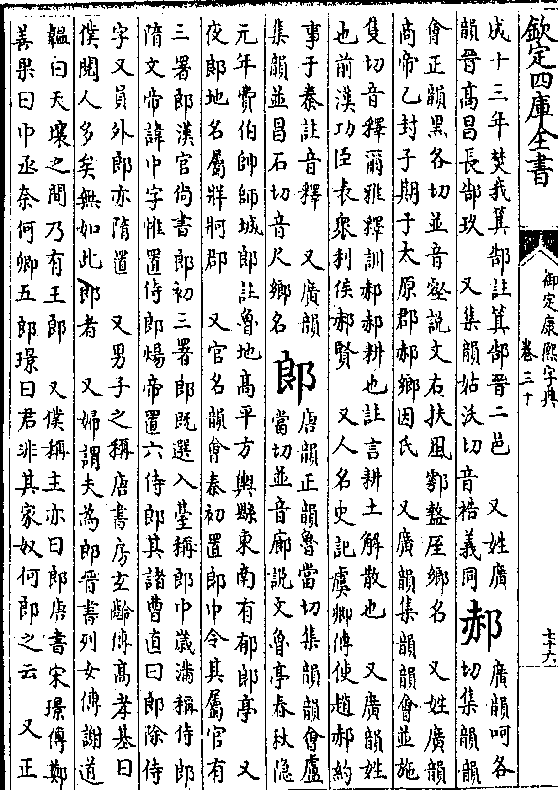 欽定四庫全書
御定康熙字典
卷三十
成十三年焚我箕郜註箕郜晉二邑 又姓廣
韻晉髙昌長郜玖 又集韻姑沃切音梏義同
郝
廣韻呵各
切集韻韻
會正韻黑各切並音壑說文右扶風鄠盩厔鄉名 又姓廣韻
商帝乙封子期于太原郡郝鄉因氏 又廣韻集韻韻會並施
隻切音釋爾雅釋訓郝郝耕也註言耕土解散也 又廣韻姓
也前漢功臣表衆利侯郝賢 又人名史記虞卿傳使趙郝約
事于秦註音釋 又廣韻
集韻並昌石切音尺鄉名
郎
唐韻正韻魯當切集韻韻會盧
當切並音廊說文魯亭春秋隱
元年費伯帥師城郎註魯地髙平方輿縣東南有郁郎亭 又
夜郎地名屬牂牁郡 又官名韻會秦初置郎中令其屬官有
三署郎漢官尚書郎初三署郎既選入臺稱郎中歲滿稱侍郎
隋文帝諱中字惟置侍郎煬帝置六侍郎其諸曹直曰郎除侍
字又員外郎亦隋置 又男子之稱唐書房玄齡傳髙孝基曰
僕閱人多矣無如此郎者 又婦謂夫爲郎晉書列女傳謝道
韞曰天壤之間乃有王郎 又僕稱主亦曰郎唐書宋璟傳鄭
善果曰中丞奈何卿五郎璟曰君非其家奴何郎之云 又正